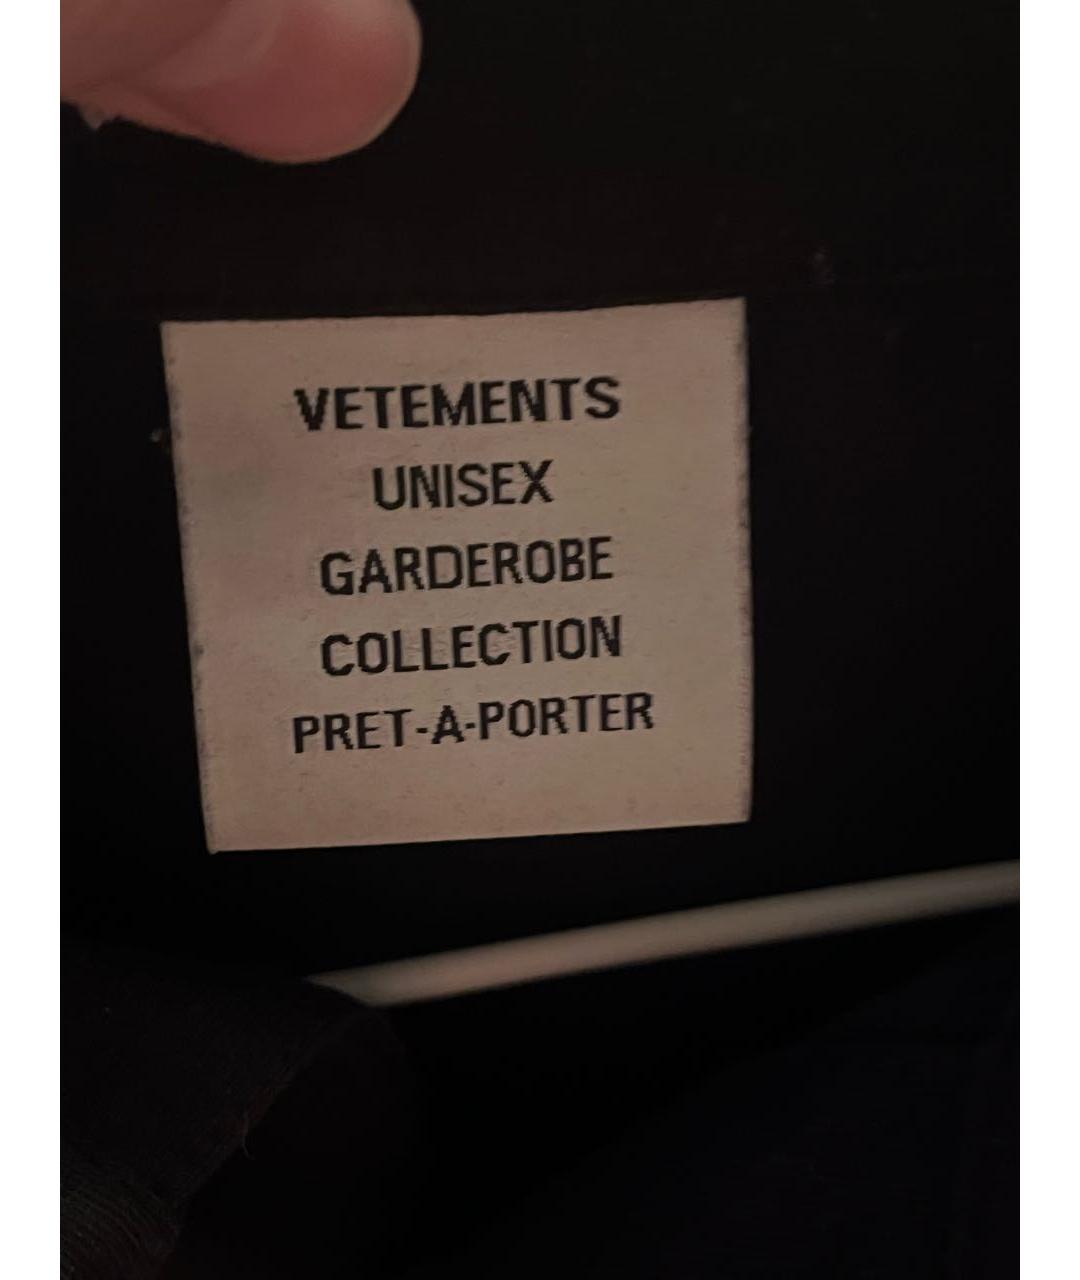 VETEMENTS
UNISEX
GARDEROBE
COLLECTION
PRET-A-PORTER